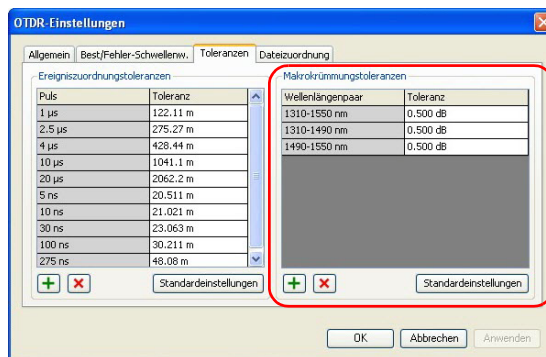 OTDR-Einstellungen
Allgemein Best/Fehler-Schwellenw. Toleranzen Dateizuordnung
Ereigniszuordnungstoleranzen
Puls Toleranz
1 µs 122.11 m
2.5 µs 275.27 m
4 µs 428.44 m
10 µs 1041.1 m
20 µs 2062.2 m
5 ns 20.511 m
10 ns 21.021 m
30 ns 23.063 m
100 ns 30.211 m
275 ns 48.08 m
Standardeinstellungen
Makrokrümmungstoleranzen
Wellenlängenpaar Toleranz
1310-1550 nm 0.500 dB
1310-1490 nm 0.500 dB
1490-1550 nm 0.500 dB
Standardeinstellungen
OK Abbrechen Anwenden